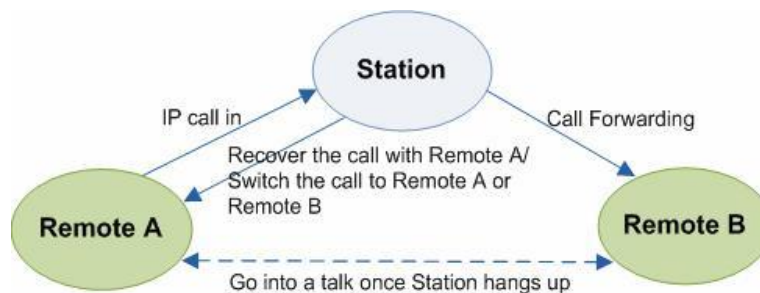 Station
IP call in
Call Forwarding
Recover the call with Remote A/
Switch the call to Remote A or
Remote B
Remote A
Remote B
Go into a talk once Station hangs up